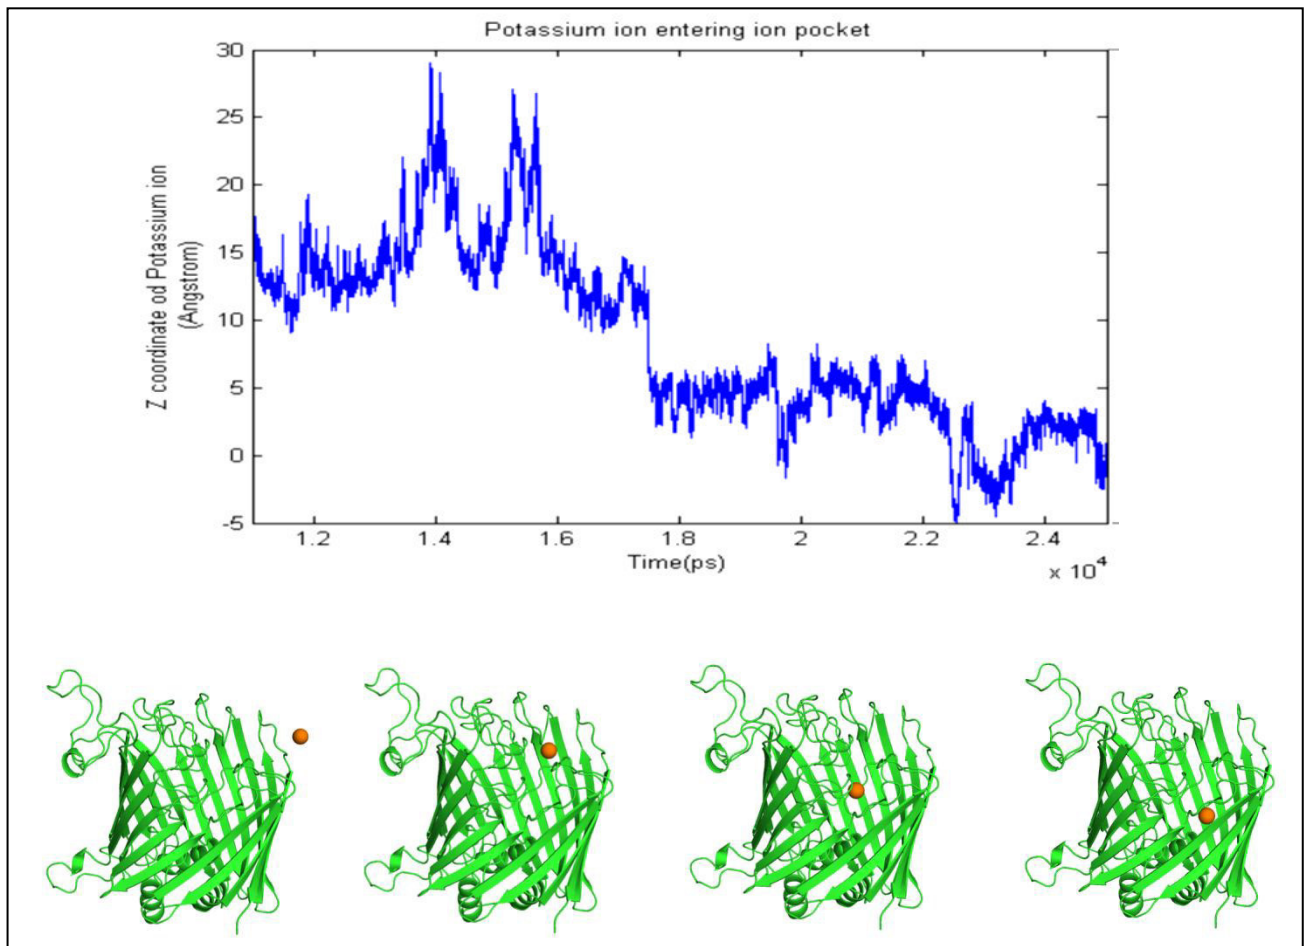 Potassium ion entering ion pocket
30
25
20
15
10
5
0
-5
Z coordinate od Potassium ion
(Angstrom)
1.2 1.4 1.6 1.8 2 2.2 2.4
Time(ps)
x 10^4